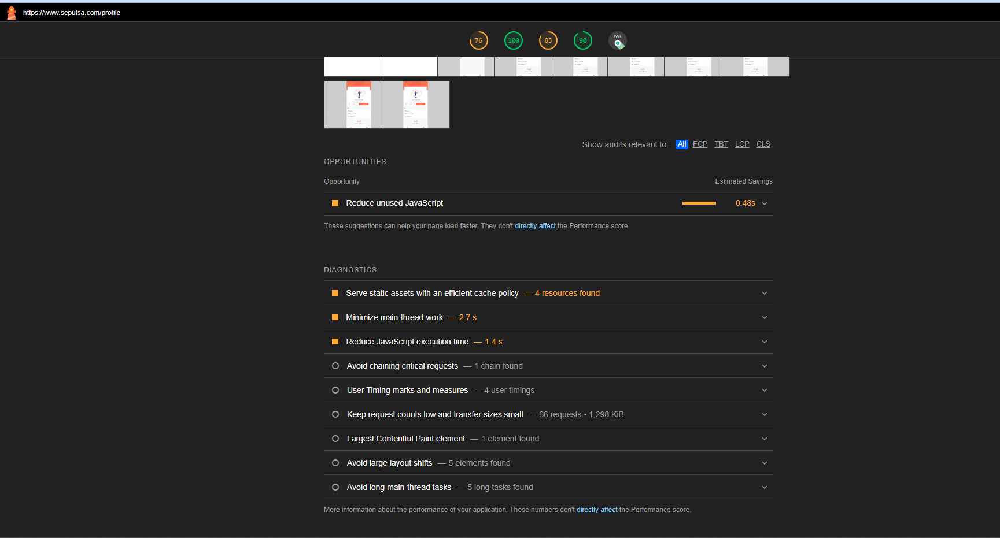 https://www.sepulsa.com/profile
76 100 83 90 PWA
Show audits relevant to: All FCP TBT LCP CLS
OPPORTUNITIES
Opportunity Estimated Savings
Reduce unused JavaScript 0.48s
These suggestions can help your page load faster. They don't directly affect the Performance score.
DIAGNOSTICS
Serve static assets with an efficient cache policy — 4 resources found
Minimize main-thread work — 2.7 s
Reduce JavaScript execution time — 1.4 s
Avoid chaining critical requests — 1 chain found
User Timing marks and measures — 4 user timings
Keep request counts low and transfer sizes small — 66 requests • 1,298 KiB
Largest Contentful Paint element — 1 element found
Avoid large layout shifts — 5 elements found
Avoid long main-thread tasks — 5 long tasks found
More information about the performance of your application. These numbers don't directly affect the Performance score.